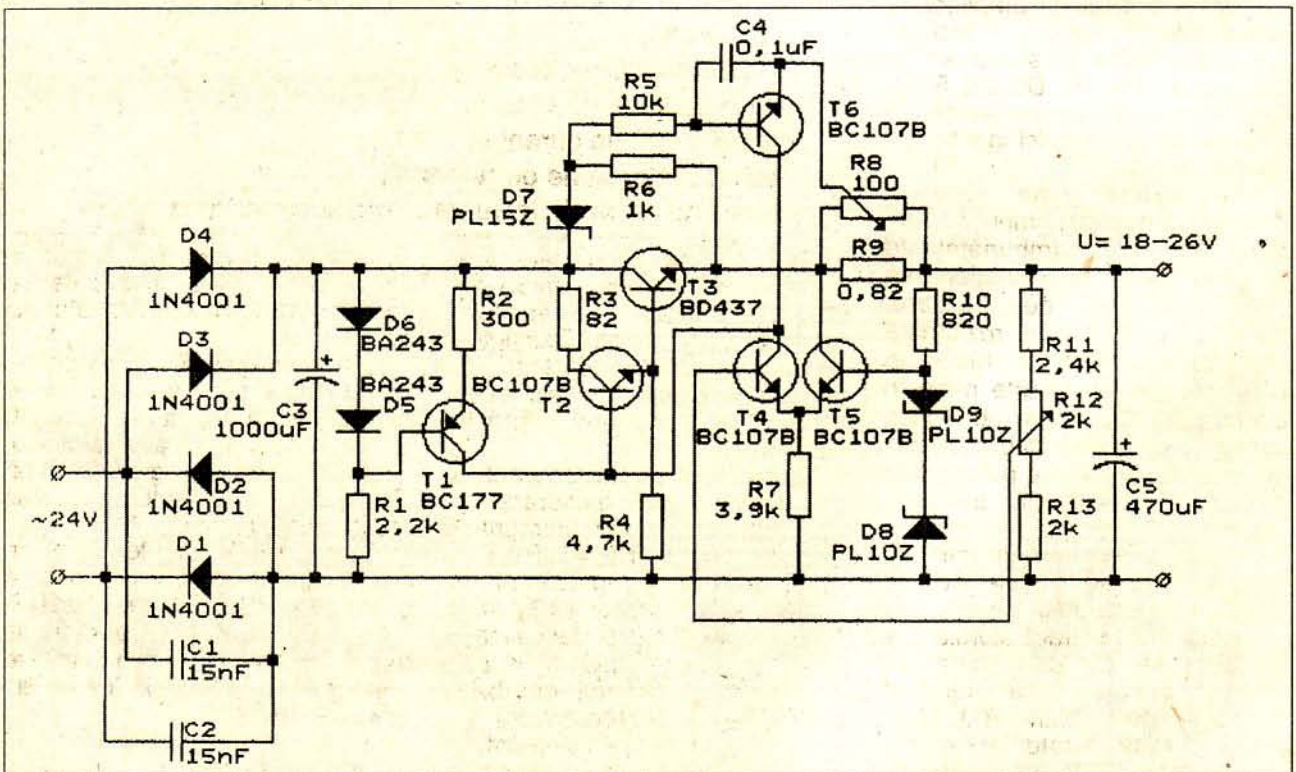 C4
0,1uF
R5
10k
T6
BC107B
R6
1k
R8
100
D7
PL15Z
D4
1N4001
U= 18-26V
R9
0,82
T3
BD437
R2
300
R3
82
R10
820
D6
BA243
D3
1N4001
R11
2,4k
BA243
D5
BC107B
T2
C3
1000uF
T4
BC107B
T5
BC107B
D9
PL10Z
R12
2k
D2
1N4001
T1
BC177
~24V
R1
2,2k
R4
4,7k
R7
3,9k
D8
PL10Z
R13
2k
C5
470uF
D1
1N4001
C1
15nF
C2
15nF